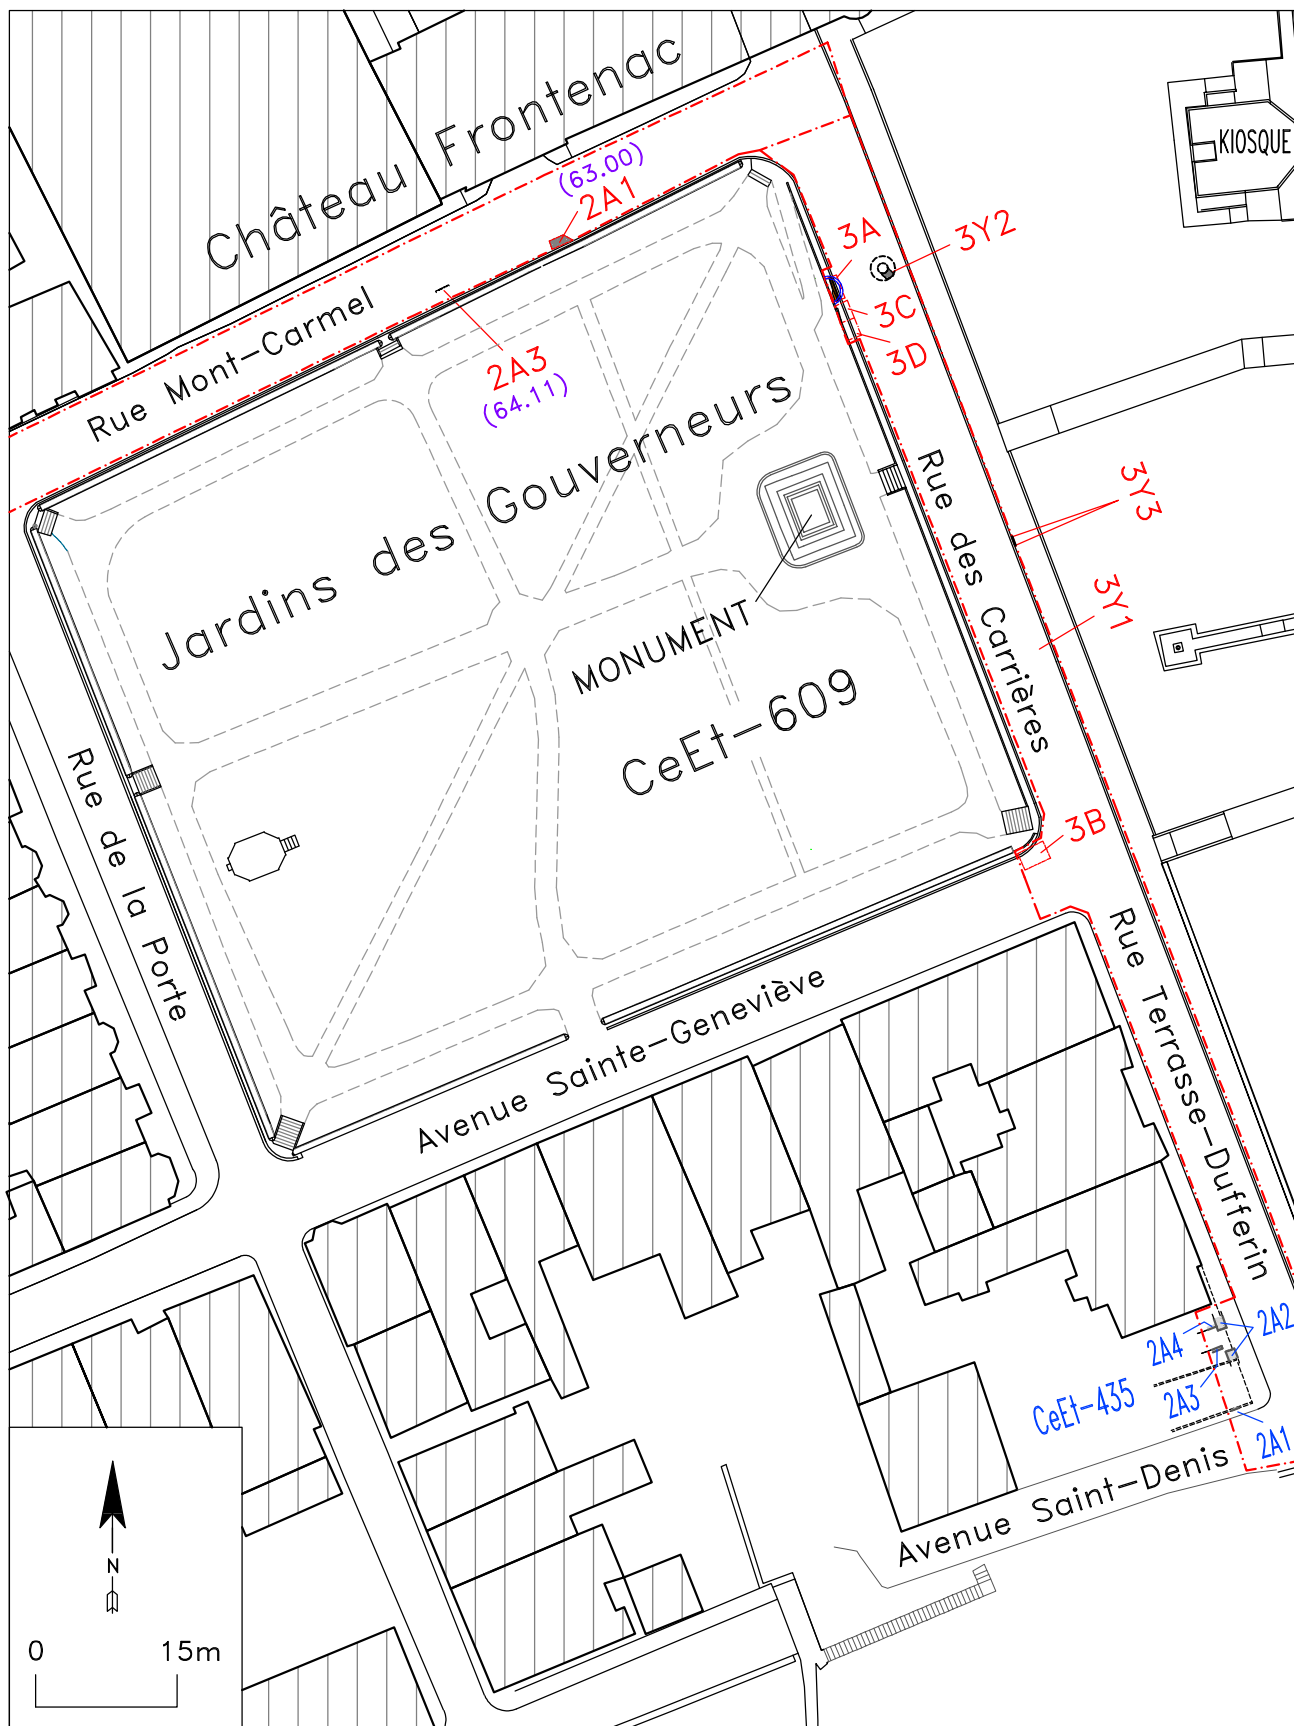 Château Frontenac
KIOSQUE
(63.00)
2A1
3A
3Y2
3C
3D
Rue Mont-Carmel
2A3
(64.11)
Jardins des Gouverneurs
Rue des Carrières
3Y3
3Y1
MONUMENT
CeEt-609
Rue de la Porte
3B
Rue Terrasse-Dufferin
Avenue Sainte-Geneviève
2A4
2A2
CeEt-435
2A3
2A1
Avenue Saint-Denis
N
0 15m